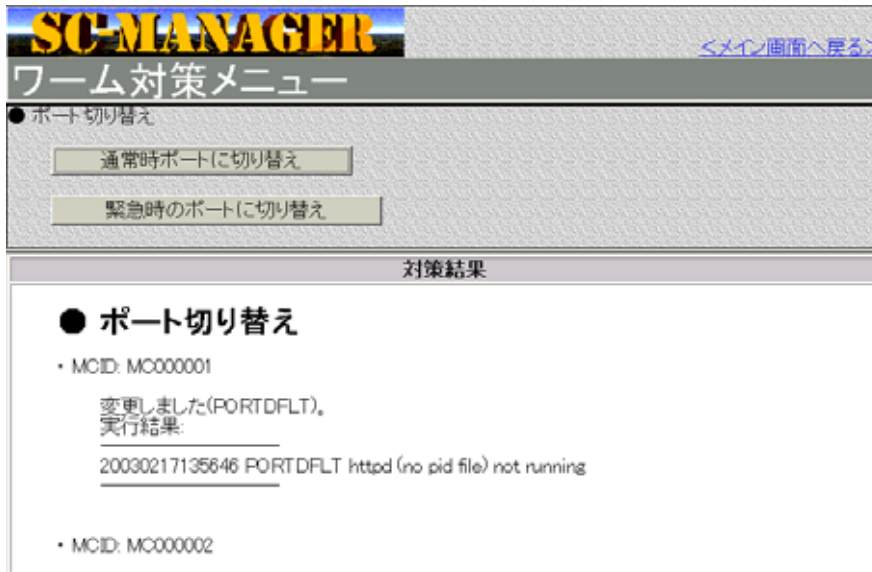 SC-MANAGER
<メイン画面へ戻る>
ワーム対策メニュー
● ポート切り替え
通常時ポートに切り替え
緊急時のポートに切り替え
対策結果
● ポート切り替え
・MCID: MC000001
変更しました(PORTDFLT)。
実行結果:
20030217135646 PORTDFLT httpd (no pid file) not running
・MCID: MC000002